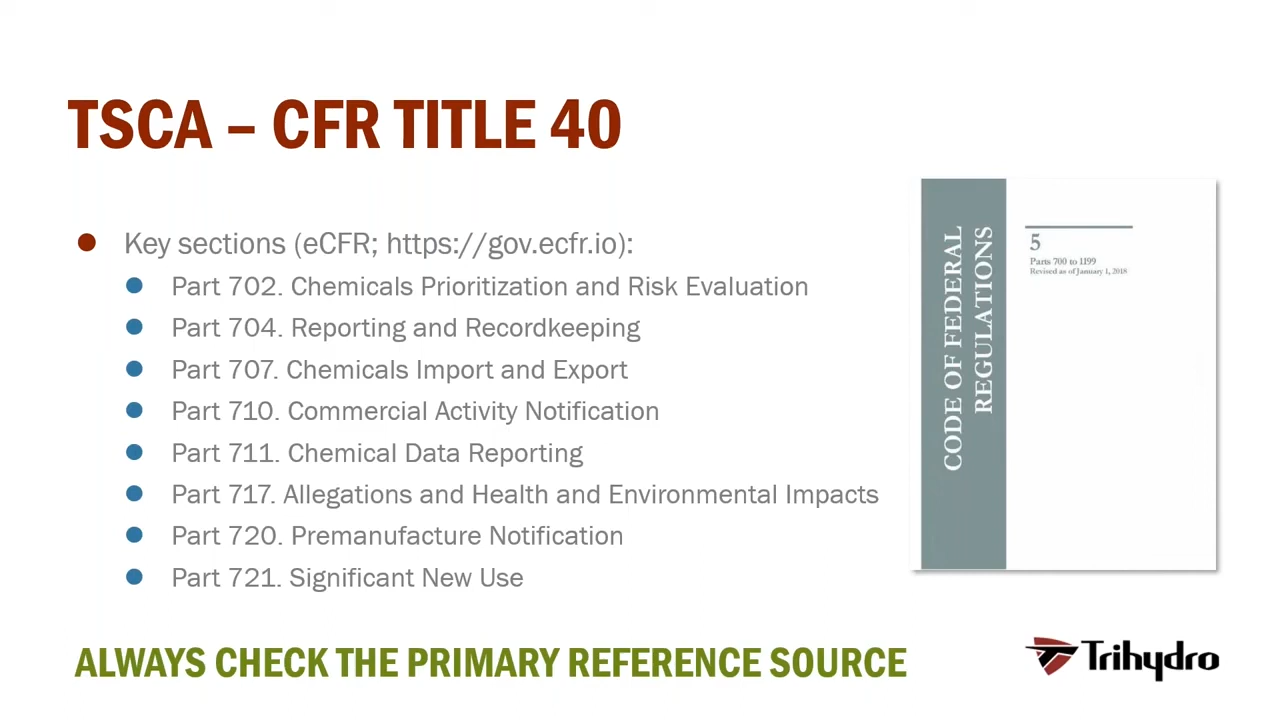 TSCA – CFR TITLE 40
Key sections (eCFR; https://gov.ecfr.io):
Part 702. Chemicals Prioritization and Risk Evaluation
Part 704. Reporting and Recordkeeping
Part 707. Chemicals Import and Export
Part 710. Commercial Activity Notification
Part 711. Chemical Data Reporting
Part 717. Allegations and Health and Environmental Impacts
Part 720. Premanufacture Notification
Part 721. Significant New Use
CODE OF FEDERAL
REGULATIONS
5
Parts 700 to 1199
Revised as of January 1, 2018
ALWAYS CHECK THE PRIMARY REFERENCE SOURCE
Trihydro